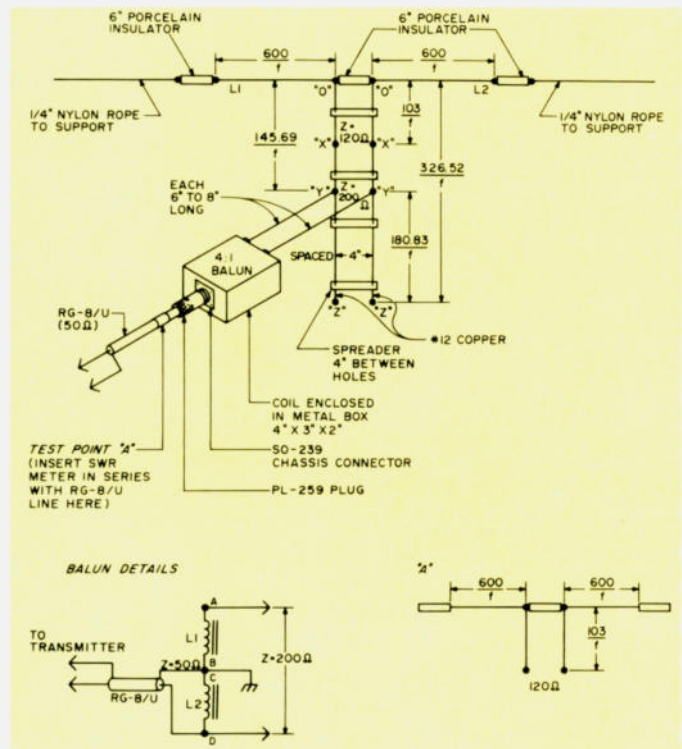 6" PORCELAIN
INSULATOR
6" PORCELAIN
INSULATOR
600
f
600
f
L1
"O"
"O"
L2
1/4" NYLON ROPE
TO SUPPORT
1/4" NYLON ROPE
TO SUPPORT
145.69
f
Z=
120Ω
103
f
"X"
"X"
326.52
f
EACH
6" TO 8"
LONG
"Y"
Z=
200
Ω
"Y"
180.83
f
4:1
BALUN
SPACED
4"
RG-8/U
(50Ω)
"Z"
"Z"
#12 COPPER
SPREADER
4" BETWEEN
HOLES
COIL ENCLOSED
IN METAL BOX
4" X 3" X 2"
TEST POINT "A"
(INSERT SWR
METER IN SERIES
WITH RG-8/U
LINE HERE)
SO-239
CHASSIS CONNECTOR
PL-259 PLUG
BALUN DETAILS
A
L1
TO
TRANSMITTER
Z=50Ω
B
C
Z=200Ω
RG-8/U
L2
D
"A"
600
f
600
f
103
f
120Ω